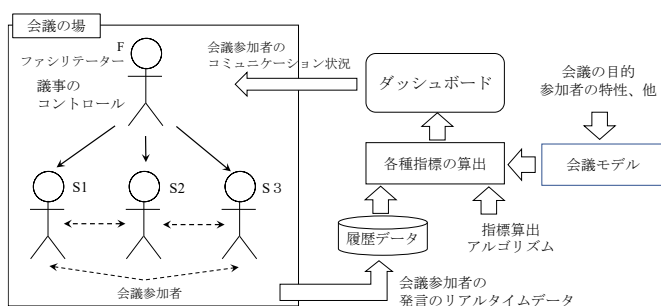 会議の場
F
ファシリテーター
議事の
コントロール
S1
S2
S３
会議参加者
会議参加者の
コミュニケーション状況
ダッシュボード
会議の目的
参加者の特性、他
各種指標の算出
会議モデル
履歴データ
指標算出
アルゴリズム
会議参加者の
発言のリアルタイムデータ